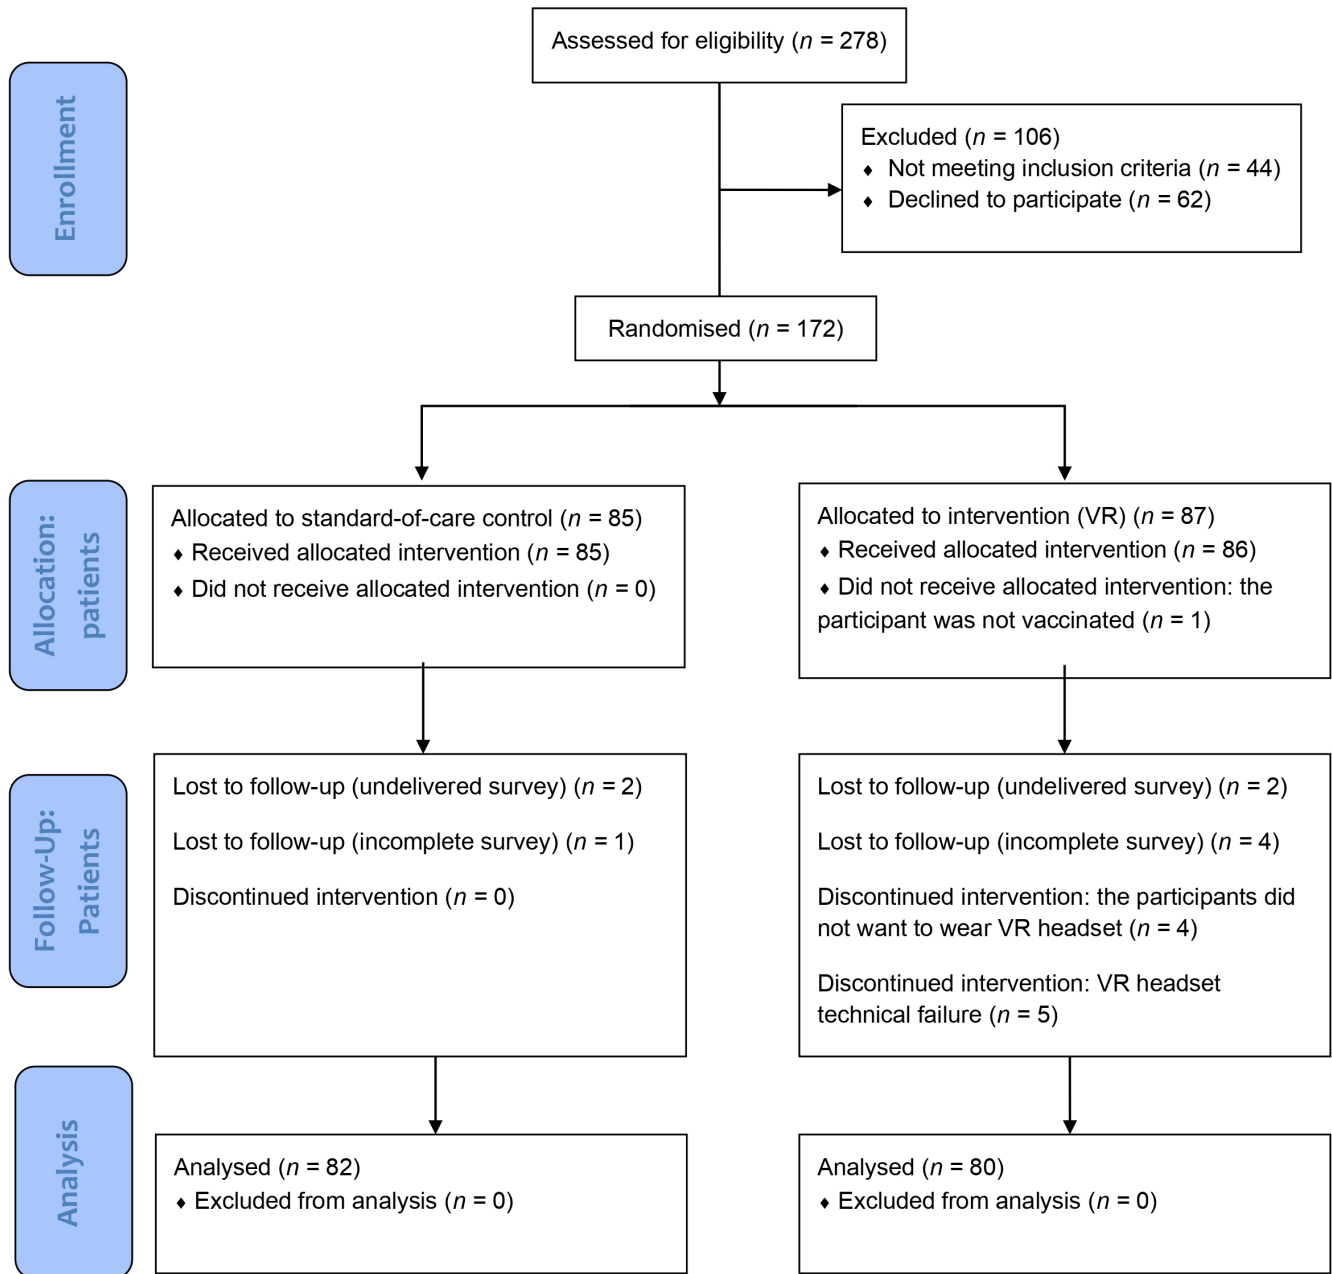 Assessed for eligibility (n = 278)
Enrollment
Excluded (n = 106)
♦ Not meeting inclusion criteria (n = 44)
♦ Declined to participate (n = 62)
Randomised (n = 172)
Allocation:
patients
Allocated to standard-of-care control (n = 85)
♦ Received allocated intervention (n = 85)
♦ Did not receive allocated intervention (n = 0)
Allocated to intervention (VR) (n = 87)
♦ Received allocated intervention (n = 86)
♦ Did not receive allocated intervention: the
participant was not vaccinated (n = 1)
Follow-Up:
Patients
Lost to follow-up (undelivered survey) (n = 2)
Lost to follow-up (incomplete survey) (n = 1)
Discontinued intervention (n = 0)
Lost to follow-up (undelivered survey) (n = 2)
Lost to follow-up (incomplete survey) (n = 4)
Discontinued intervention: the participants did
not want to wear VR headset (n = 4)
Discontinued intervention: VR headset
technical failure (n = 5)
Analysis
Analysed (n = 82)
♦ Excluded from analysis (n = 0)
Analysed (n = 80)
♦ Excluded from analysis (n = 0)